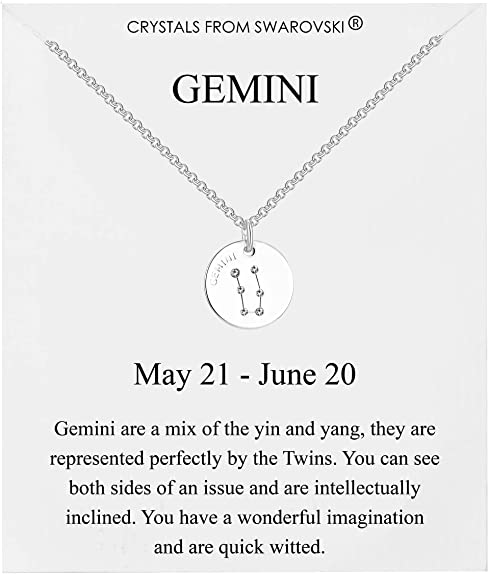 CRYSTALS FROM SWAROVSKI®
GEMINI
GEMINI
May 21 - June 20
Gemini are a mix of the yin and yang, they are
represented perfectly by the Twins. You can see
both sides of an issue and are intellectually
inclined. You have a wonderful imagination
and are quick witted.